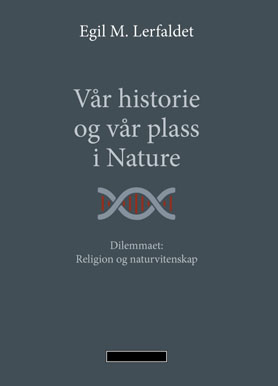 Egil M. Lerfaldet
Vår historie
og vår plass
i Nature
Dilemmaet:
Religion og naturvitenskap